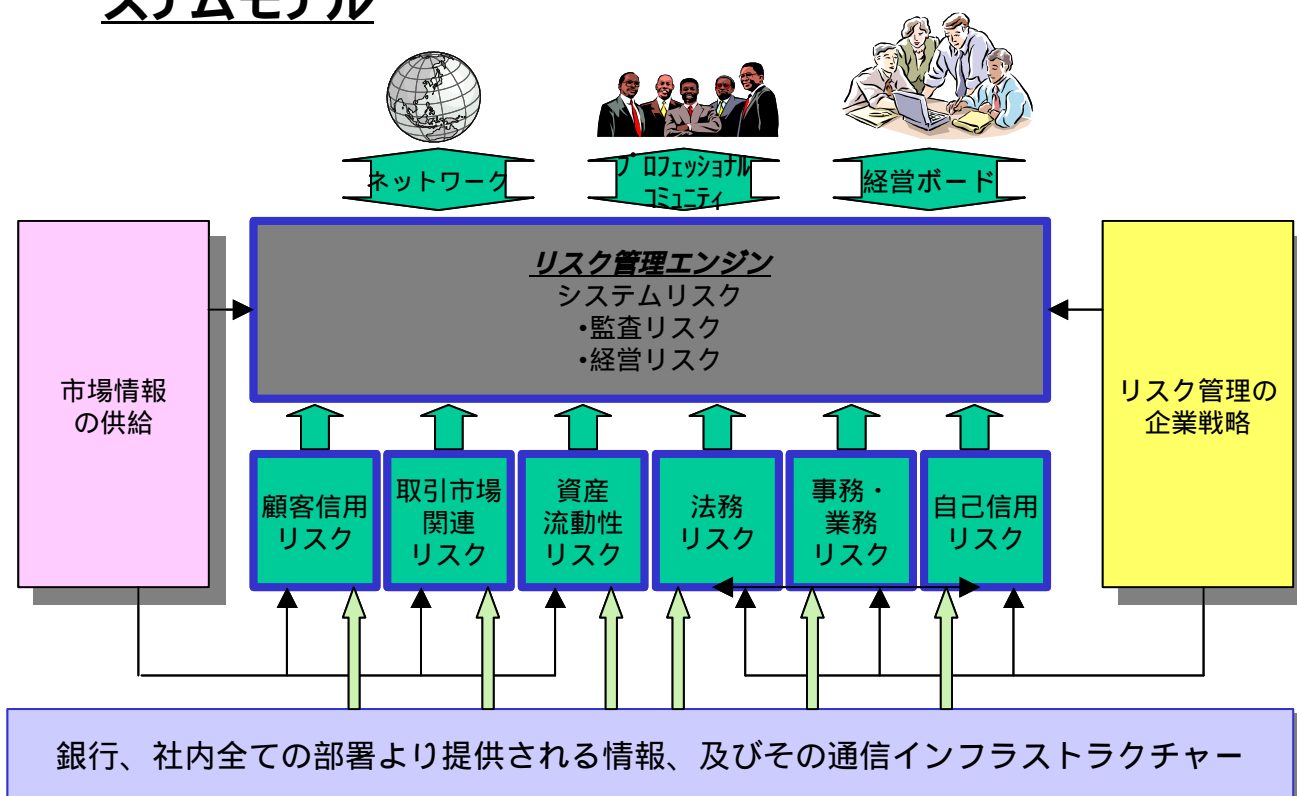 ステムモデル
ネットワーク
プロフェッショナル
コミュニティ
経営ボード
リスク管理エンジン
システムリスク
•監査リスク
•経営リスク
市場情報
の供給
リスク管理の
企業戦略
顧客信用
リスク
取引市場
関連
リスク
資産
流動性
リスク
法務
リスク
事務・
業務
リスク
自己信用
リスク
銀行、社内全ての部署より提供される情報、及びその通信インフラストラクチャー